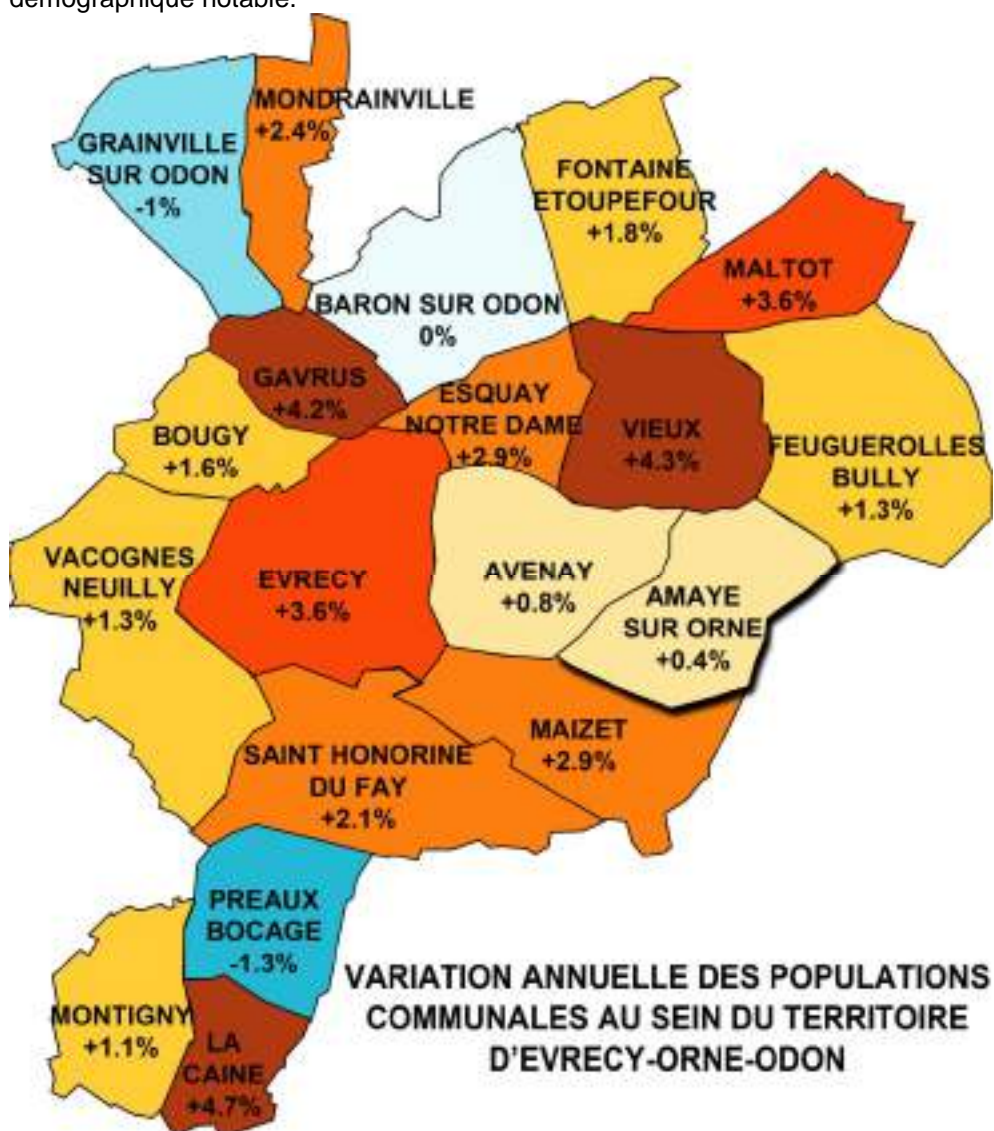 démographique notable.
MONDRAINVILLE
+2.4%
GRAINVILLE
SUR ODON
-1%
FONTAINE
ETOUPEFOUR
+1.8%
MALTOT
+3.6%
BARON SUR ODON
0%
GAVRUS
+4.2%
ESQUAY
NOTRE DAME
+2.9%
VIEUX
+4.3%
BOUGY
+1.6%
FEUGUEROLLES
BULLY
+1.3%
VACOGNES
NEUILLY
+1.3%
EVRECY
+3.6%
AVENAY
+0.8%
AMAYE
SUR ORNE
+0.4%
MAIZET
+2.9%
SAINT HONORINE
DU FAY
+2.1%
PREAUX
BOCAGE
-1.3%
MONTIGNY
+1.1%
LA
CAINE
+4.7%
VARIATION ANNUELLE DES POPULATIONS
COMMUNALES AU SEIN DU TERRITOIRE
D'EVRECY-ORNE-ODON